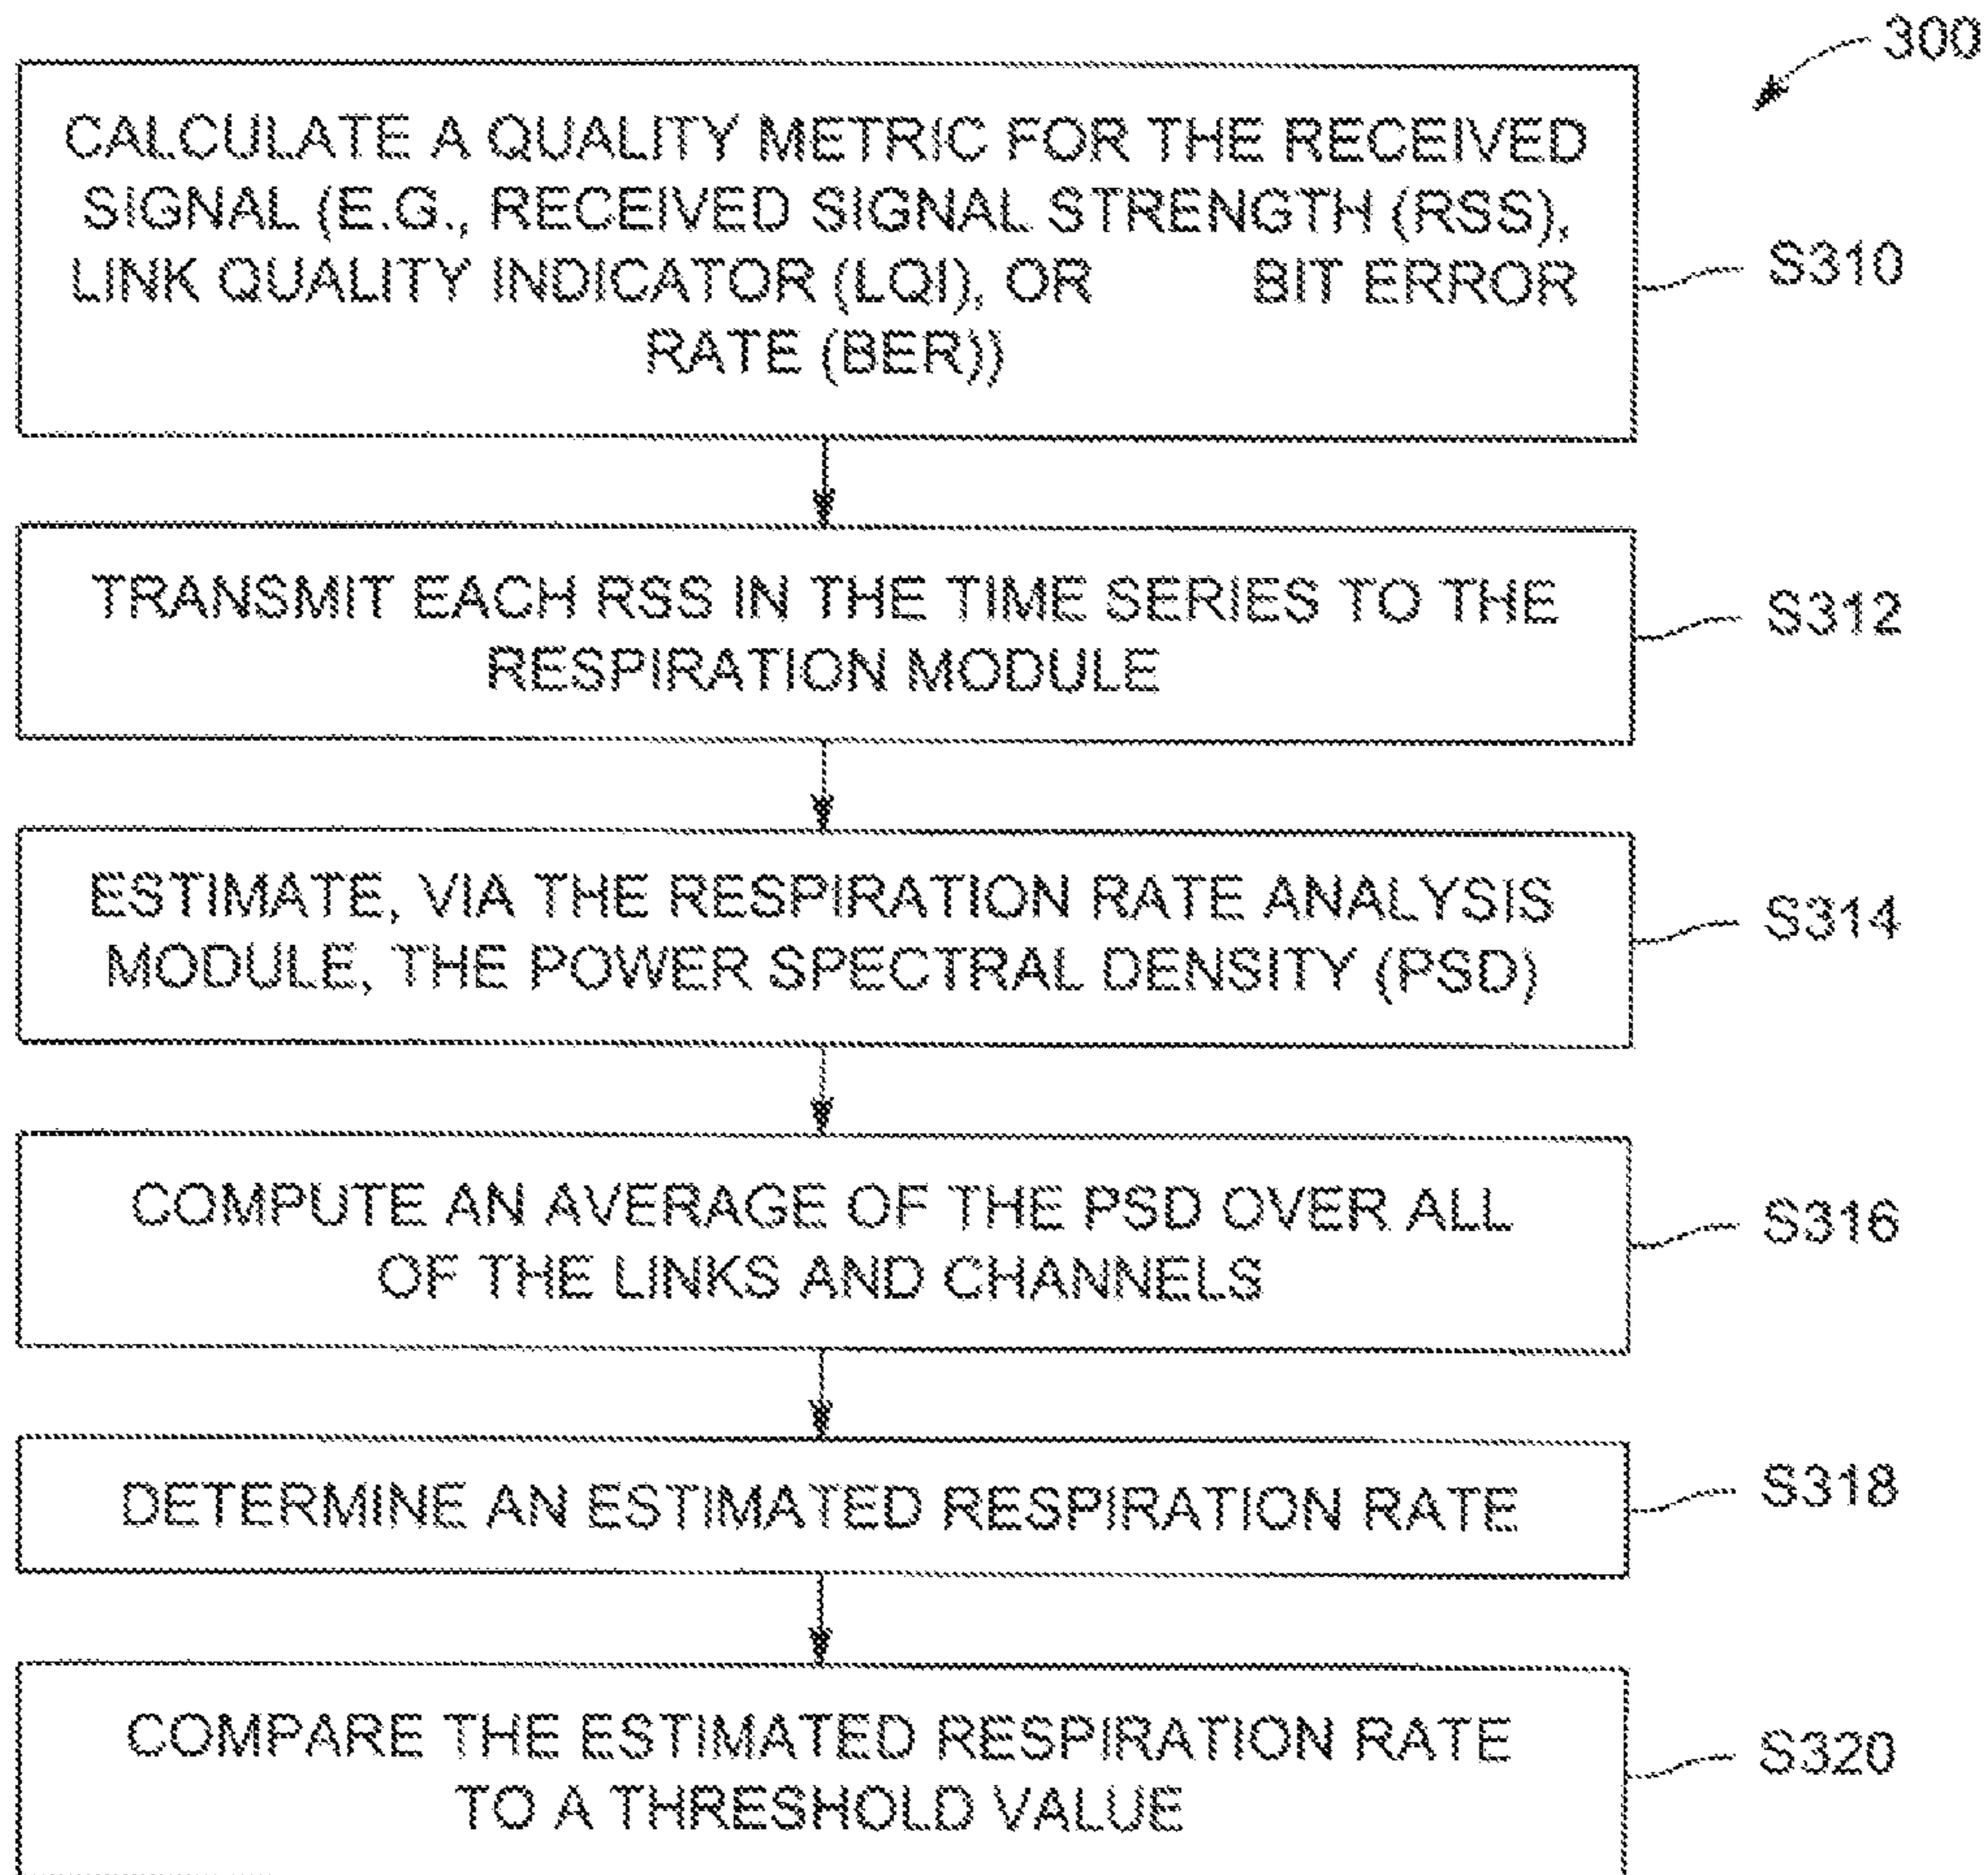 300
CALCULATE A QUALITY METRIC FOR THE RECEIVED
SIGNAL (E.G., RECEIVED SIGNAL STRENGTH (RSS),
LINK QUALITY INDICATOR (LQI), OR BIT ERROR
RATE (BER))
S310
TRANSMIT EACH RSS IN THE TIME SERIES TO THE
RESPIRATION MODULE
S312
ESTIMATE, VIA THE RESPIRATION RATE ANALYSIS
MODULE, THE POWER SPECTRAL DENSITY (PSD)
S314
COMPUTE AN AVERAGE OF THE PSD OVER ALL
OF THE LINKS AND CHANNELS
S316
DETERMINE AN ESTIMATED RESPIRATION RATE
S318
COMPARE THE ESTIMATED RESPIRATION RATE
TO A THRESHOLD VALUE
S320